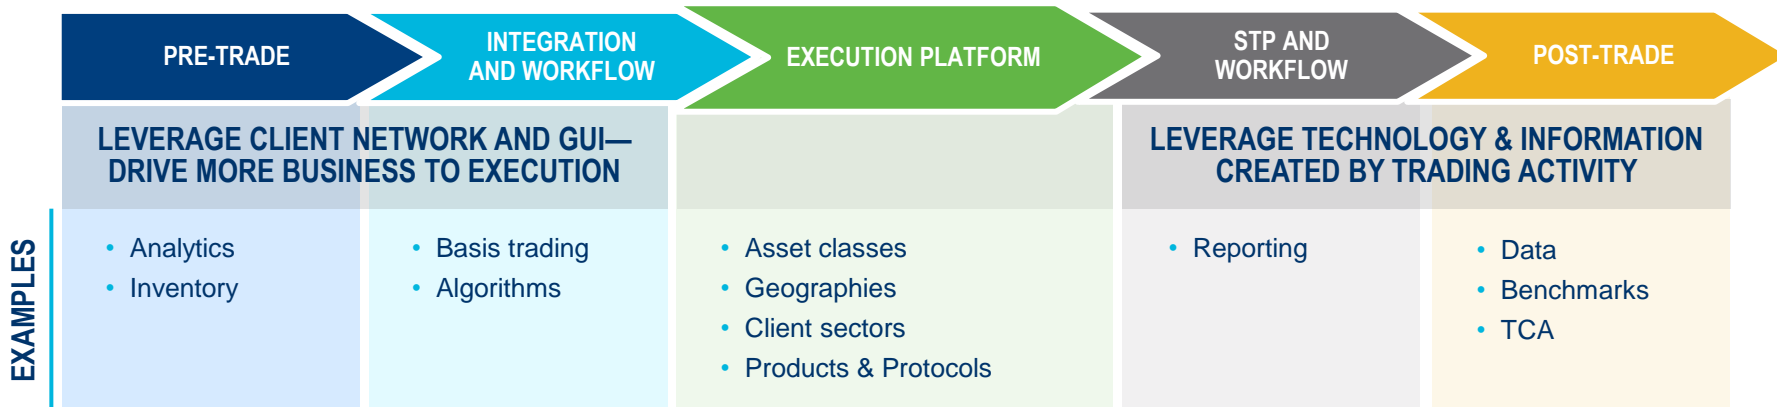 PRE-TRADE
INTEGRATION
AND WORKFLOW
EXECUTION PLATFORM
STP AND
WORKFLOW
POST-TRADE
LEVERAGE CLIENT NETWORK AND GUI—
DRIVE MORE BUSINESS TO EXECUTION
LEVERAGE TECHNOLOGY & INFORMATION
CREATED BY TRADING ACTIVITY
EXAMPLES
• Analytics
• Inventory
• Basis trading
• Algorithms
• Asset classes
• Geographies
• Client sectors
• Products & Protocols
• Reporting
• Data
• Benchmarks
• TCA